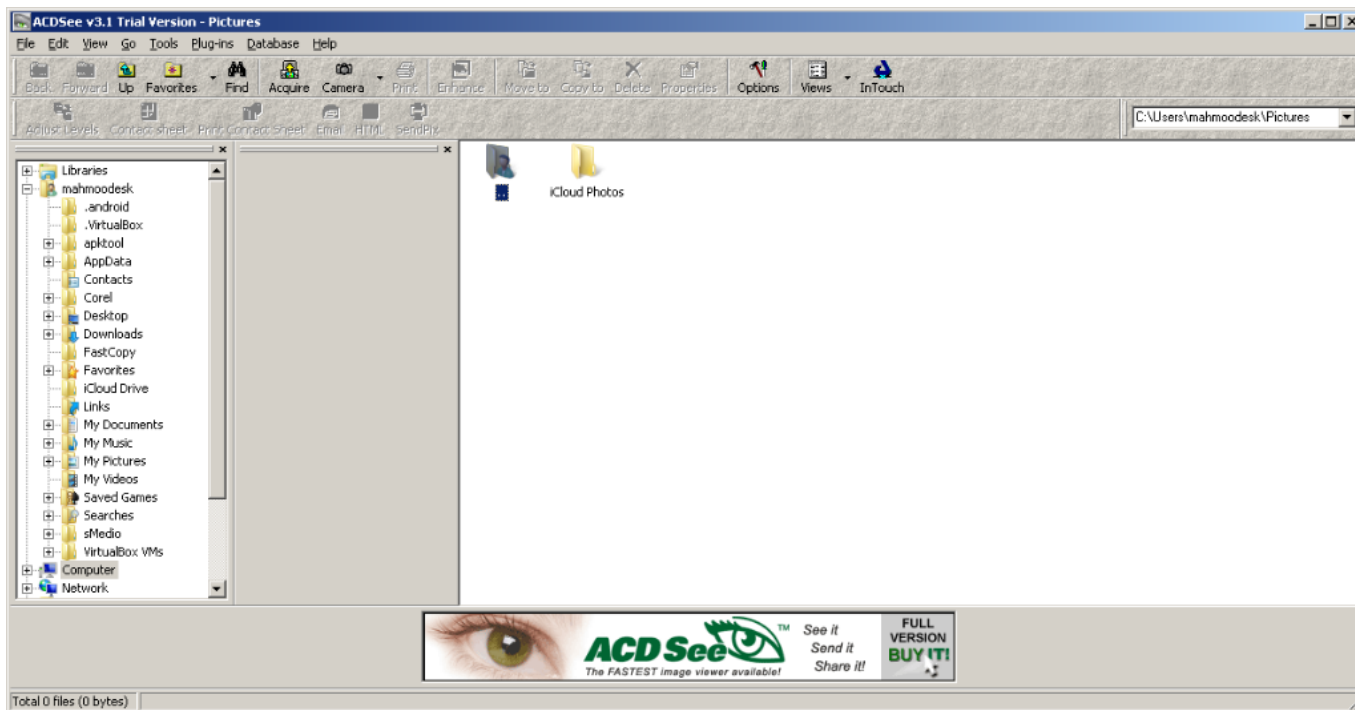 ACDSee v3.1 Trial Version - Pictures
File Edit View Go Tools Plug-ins Database Help
Back Forward Up Favorites Find Acquire Camera Print Enhance Move to Copy to Delete Properties Options Views InTouch
Adjust Levels Contact sheet Print Contact Sheet Email HTML SendPix
C:\Users\mahmoodesk\Pictures
Libraries
mahmoodesk
.android
.VirtualBox
apktool
AppData
Contacts
Corel
Desktop
Downloads
FastCopy
Favorites
iCloud Drive
Links
My Documents
My Music
My Pictures
My Videos
Saved Games
Searches
sMedio
VirtualBox VMs
Computer
Network
..
iCloud Photos
ACDSee™
The FASTEST image viewer available!
See it
Send it
Share it!
FULL
VERSION
BUY IT!
Total 0 files (0 bytes)